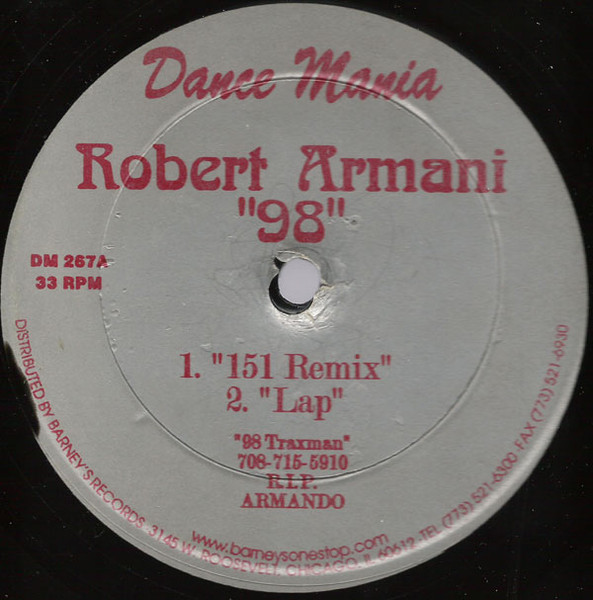 Dance Mania
Robert Armani
"98"
DM 267A
33 RPM
1. "151 Remix"
2. "Lap"
"98 Traxman"
708-715-5910
R.I.P.
ARMANDO
DISTRIBUTED BY BARNEY'S RECORDS, 3145 W. ROOSEVELT, CHICAGO, IL 60612 - TEL (773) 521-6300 FAX (773) 521-6930
www.barneysonestop.com